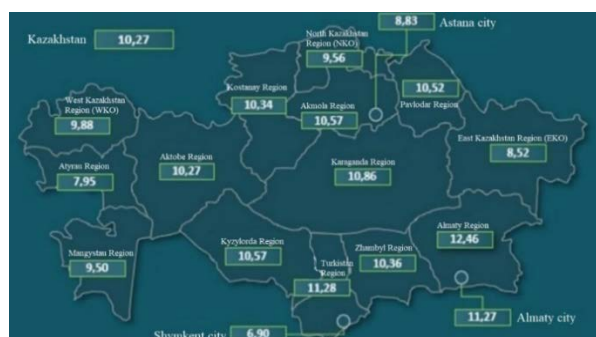 Kazakhstan 10,27
8,83 Astana city
North Kazakhstan
Region (NKO)
9,56
Kostanay Region
10,34
Akmola Region
10,57
10,52
Pavlodar Region
West Kazakhstan
Region (WKO)
9,88
East Kazakhstan Region (EKO)
8,52
Atyrau Region
7,95
Aktobe Region
10,27
Karaganda Region
10,86
Almaty Region
12,46
Mangystau Region
9,50
Kyzylorda Region
10,57
Turkistan
Region
11,28
Zhambyl Region
10,36
11,27 Almaty city
Shymkent city 6,90